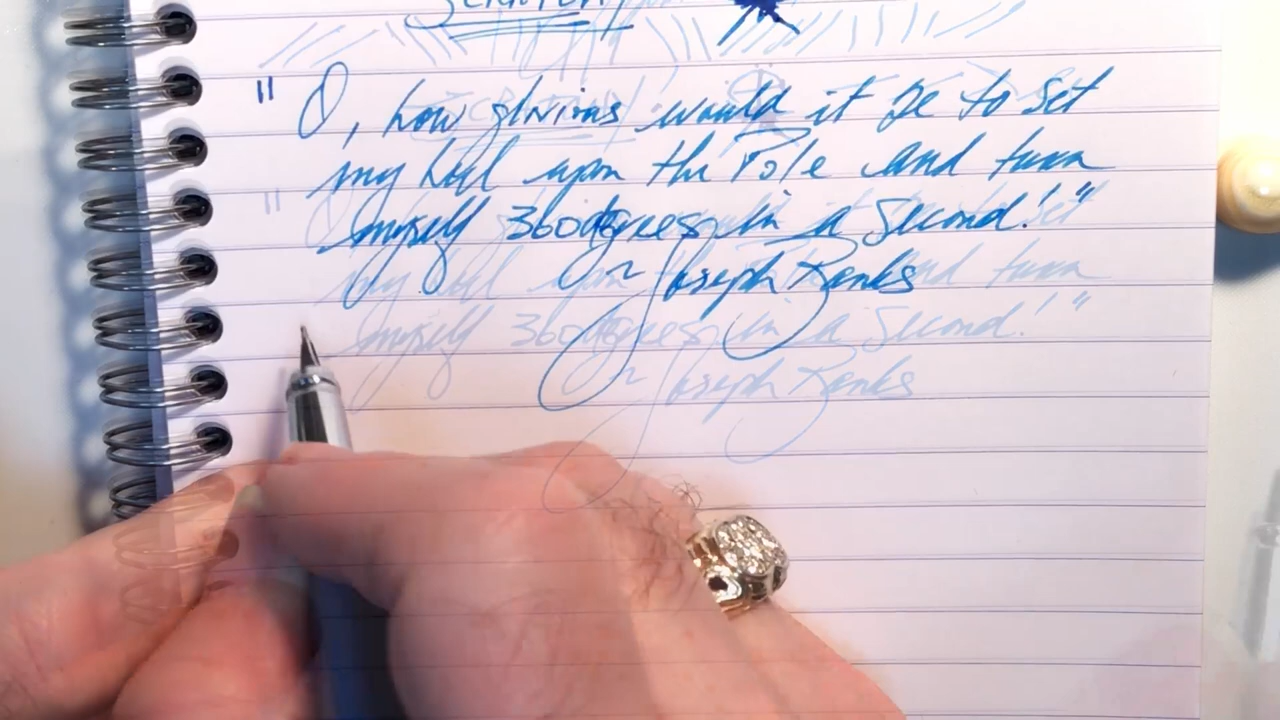 "O, how glorious would it be to set
my heel upon the Pole and turn
myself 360 degrees in a Second!"
~ Joseph Banks